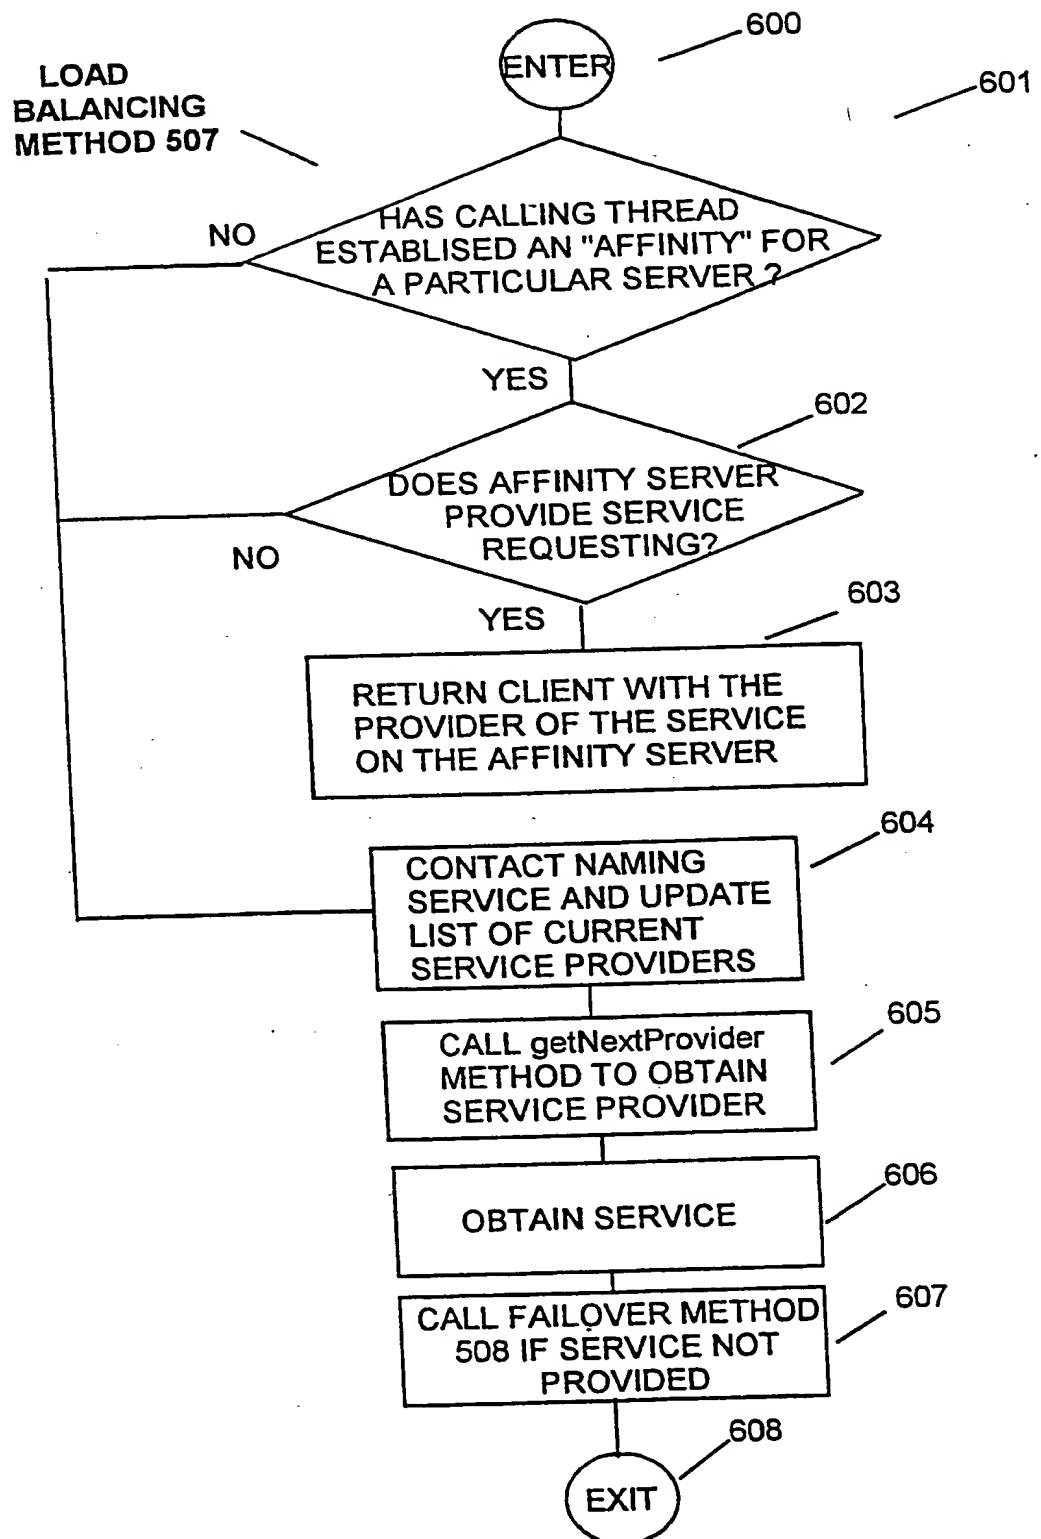 600
ENTER
LOAD
BALANCING
METHOD 507
601
HAS CALLING THREAD
ESTABLISED AN "AFFINITY" FOR
A PARTICULAR SERVER ?
NO
YES
602
DOES AFFINITY SERVER
PROVIDE SERVICE
REQUESTING?
NO
YES
603
RETURN CLIENT WITH THE
PROVIDER OF THE SERVICE
ON THE AFFINITY SERVER
604
CONTACT NAMING
SERVICE AND UPDATE
LIST OF CURRENT
SERVICE PROVIDERS
605
CALL getNextProvider
METHOD TO OBTAIN
SERVICE PROVIDER
606
OBTAIN SERVICE
607
CALL FAILOVER METHOD
508 IF SERVICE NOT
PROVIDED
608
EXIT